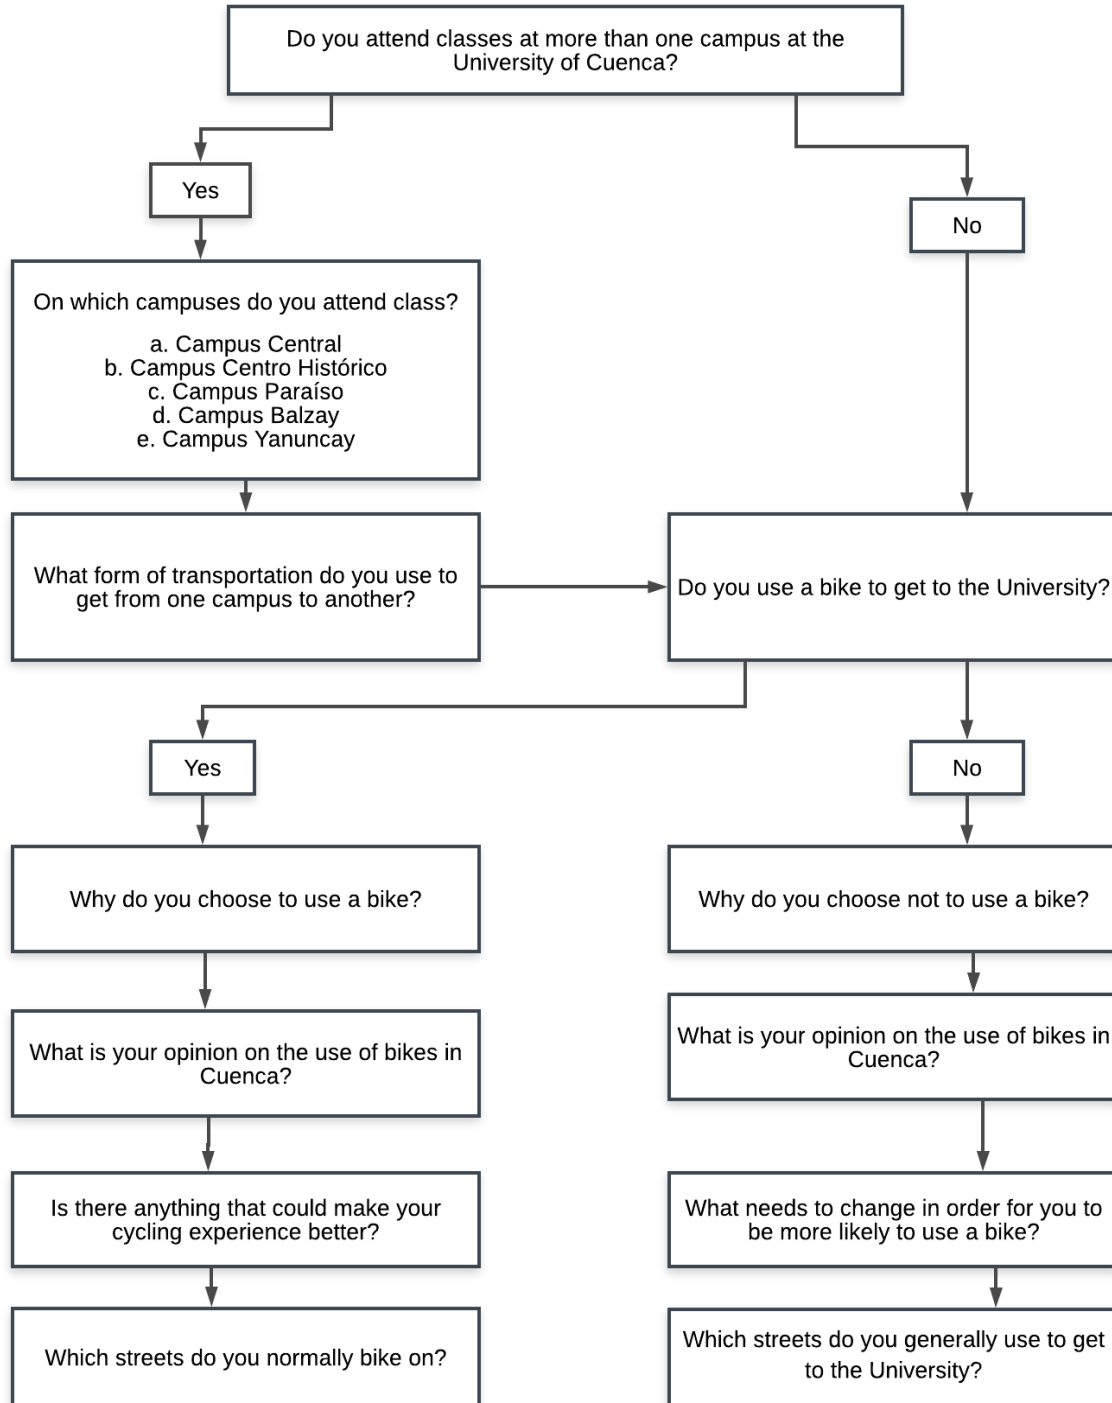 Do you attend classes at more than one campus at the
University of Cuenca?
Yes
No
On which campuses do you attend class?
a. Campus Central
b. Campus Centro Histórico
c. Campus Paraíso
d. Campus Balzay
e. Campus Yanuncay
What form of transportation do you use to
get from one campus to another?
Do you use a bike to get to the University?
Yes
No
Why do you choose to use a bike?
Why do you choose not to use a bike?
What is your opinion on the use of bikes in
Cuenca?
What is your opinion on the use of bikes in
Cuenca?
Is there anything that could make your
cycling experience better?
What needs to change in order for you to
be more likely to use a bike?
Which streets do you normally bike on?
Which streets do you generally use to get
to the University?